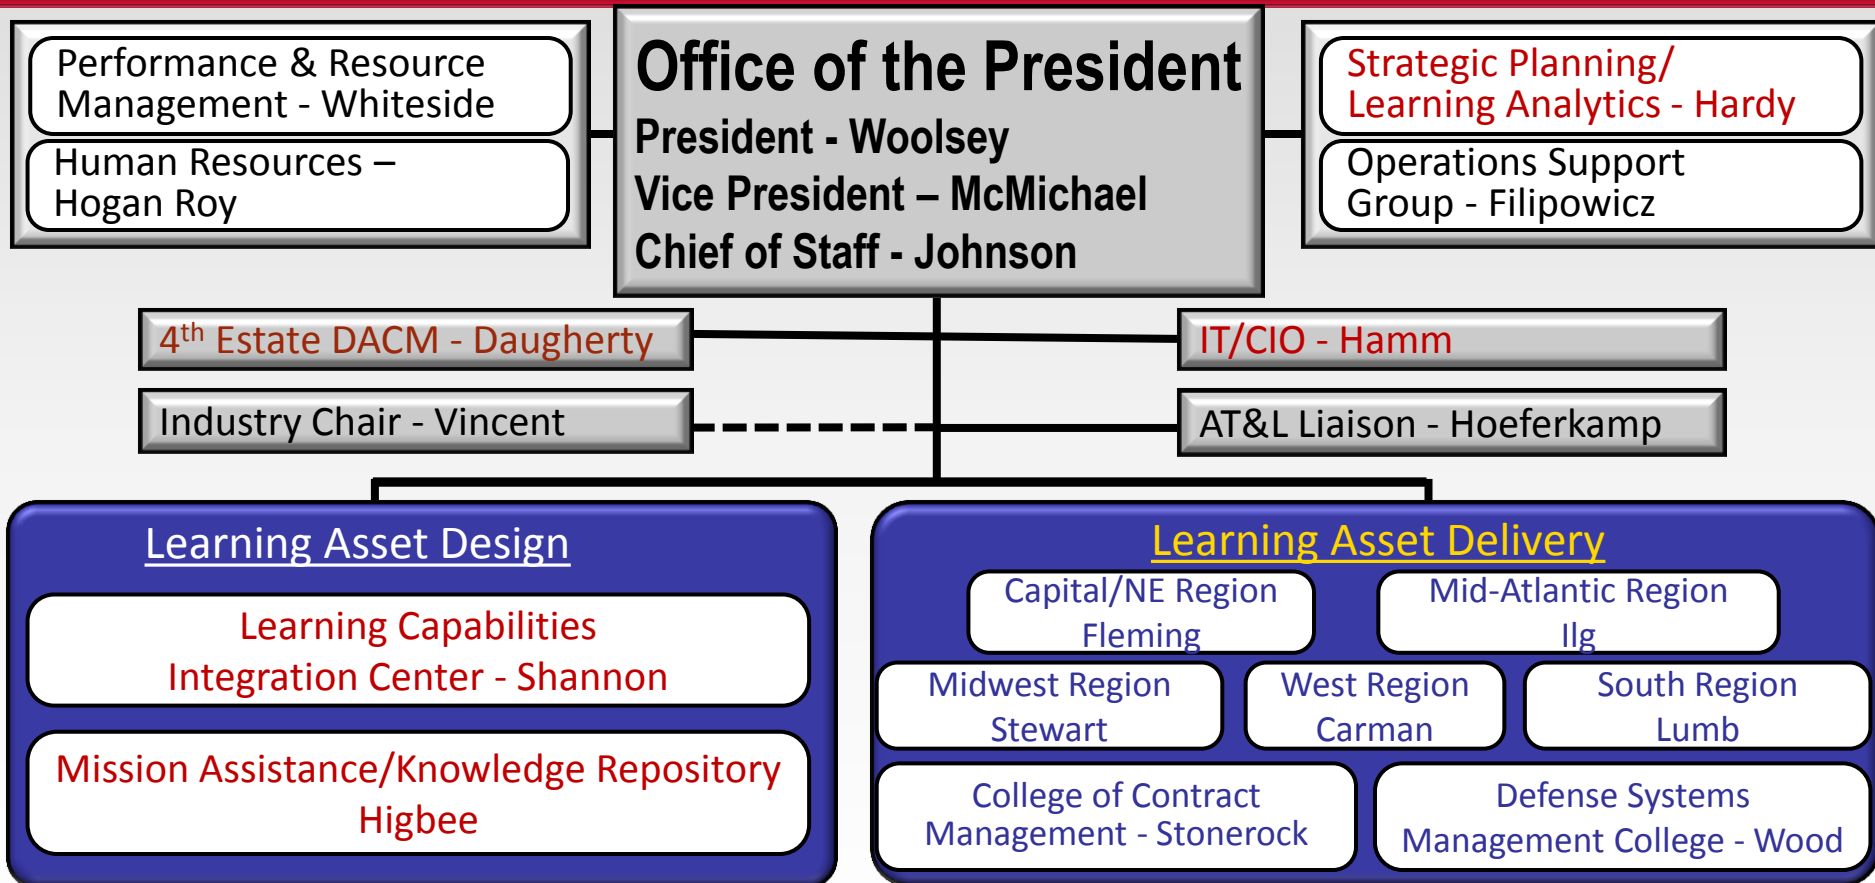 Performance & Resource
Management - Whiteside
Human Resources –
Hogan Roy
Office of the President
President - Woolsey
Vice President – McMichael
Chief of Staff - Johnson
Strategic Planning/
Learning Analytics - Hardy
Operations Support
Group - Filipowicz
4th Estate DACM - Daugherty
IT/CIO - Hamm
Industry Chair - Vincent
AT&L Liaison - Hoeferkamp
Learning Asset Design
Learning Capabilities
Integration Center - Shannon
Mission Assistance/Knowledge Repository
Higbee
Learning Asset Delivery
Capital/NE Region
Fleming
Mid-Atlantic Region
Ilg
Midwest Region
Stewart
West Region
Carman
South Region
Lumb
College of Contract
Management - Stonerock
Defense Systems
Management College - Wood